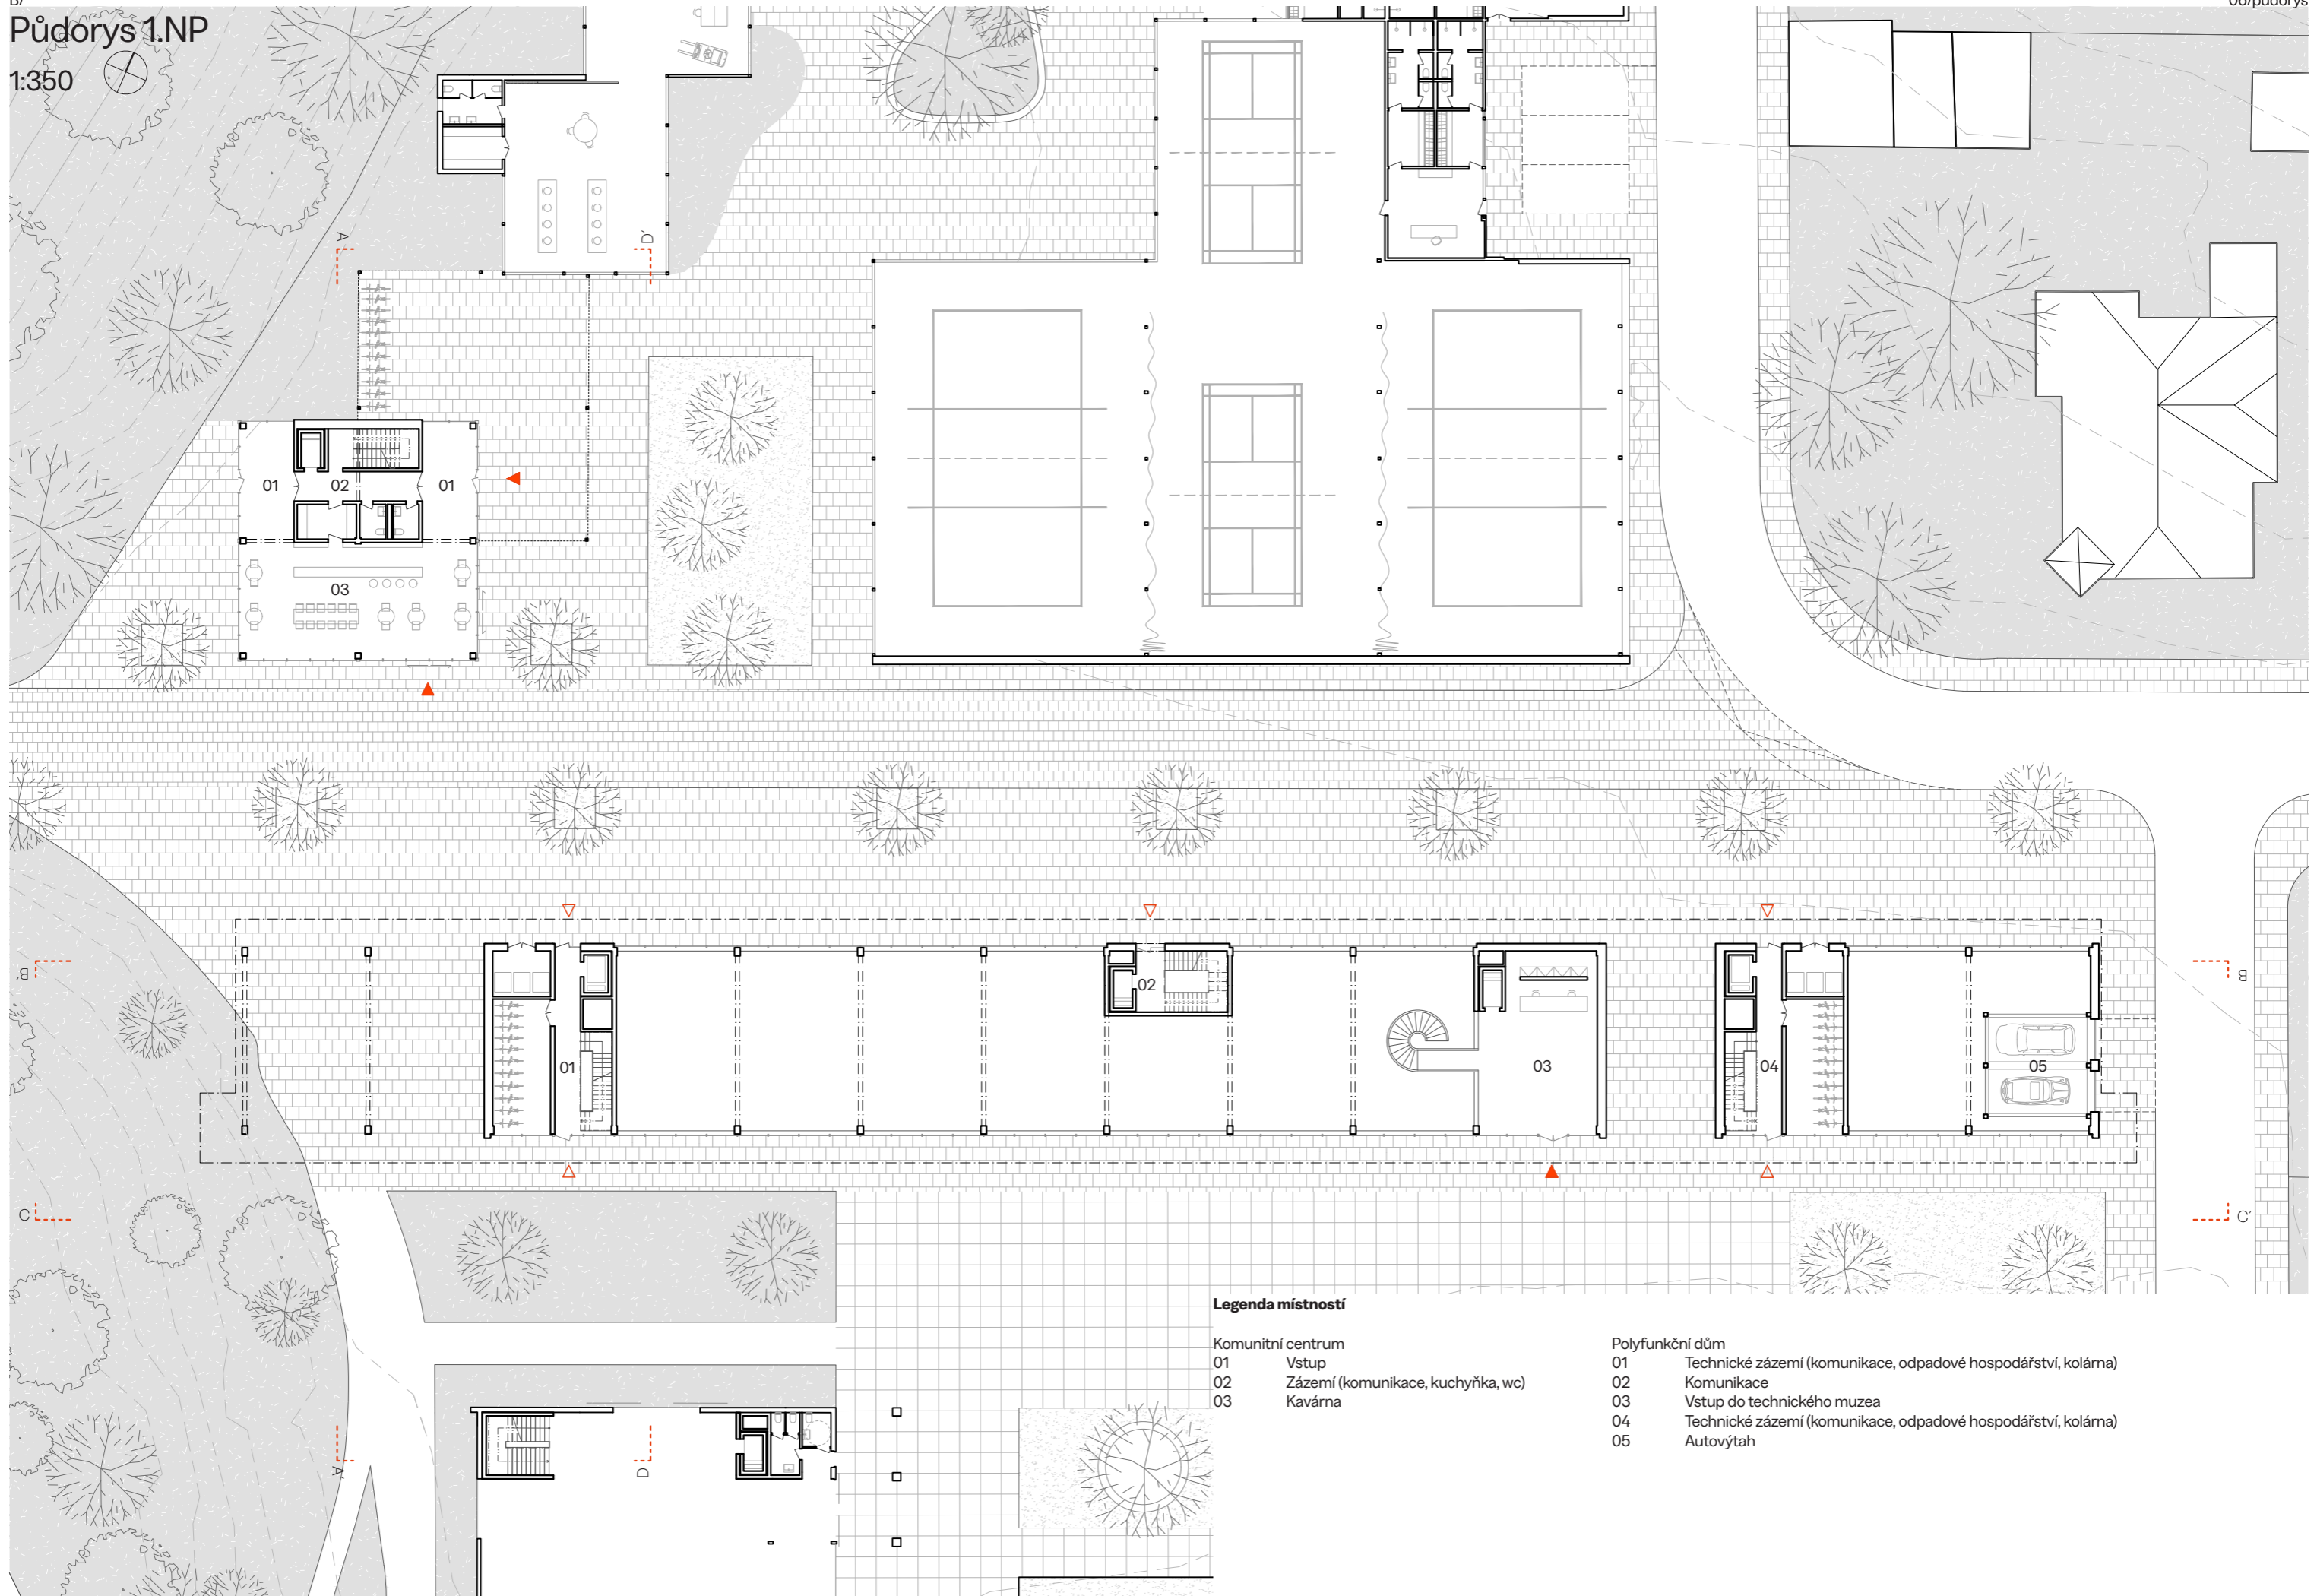 B/
06/půdorys
Půdorys 1.NP
1:350
A
D'
01
02
01
03
B'
B
02
01
03
04
05
C
C'
A'
D
Legenda místností
Komunitní centrum
01 Vstup
02 Zázemí (komunikace, kuchyňka, wc)
03 Kavárna
Polyfunkční dům
01 Technické zázemí (komunikace, odpadové hospodářství, kolárna)
02 Komunikace
03 Vstup do technického muzea
04 Technické zázemí (komunikace, odpadové hospodářství, kolárna)
05 Autovýtah